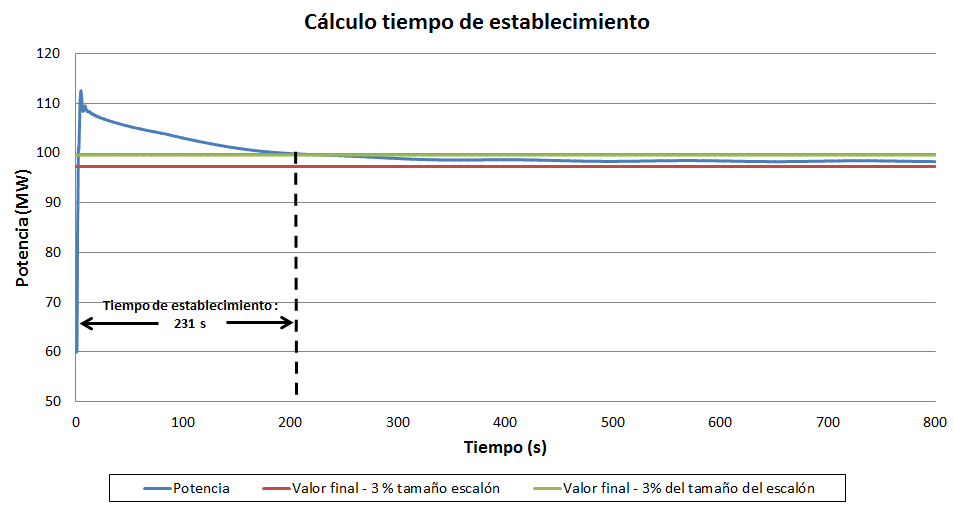 Cálculo tiempo de establecimiento
120
110
100
90
80
70
60
50
Potencia (MW)
Tiempo de establecimiento :
231 s
0 100 200 300 400 500 600 700 800
Tiempo (s)
Potencia
Valor final - 3 % tamaño escalón
Valor final - 3% del tamaño del escalón